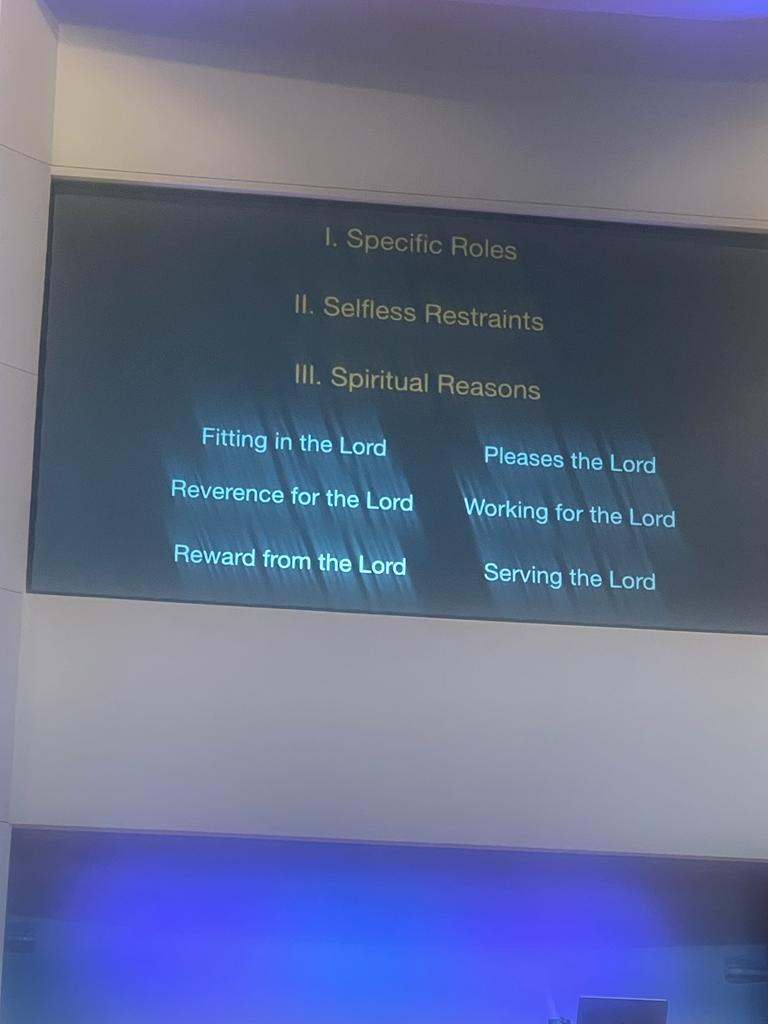 I. Specific Roles
II. Selfless Restraints
III. Spiritual Reasons
Fitting in the Lord
Pleases the Lord
Reverence for the Lord
Working for the Lord
Reward from the Lord
Serving the Lord